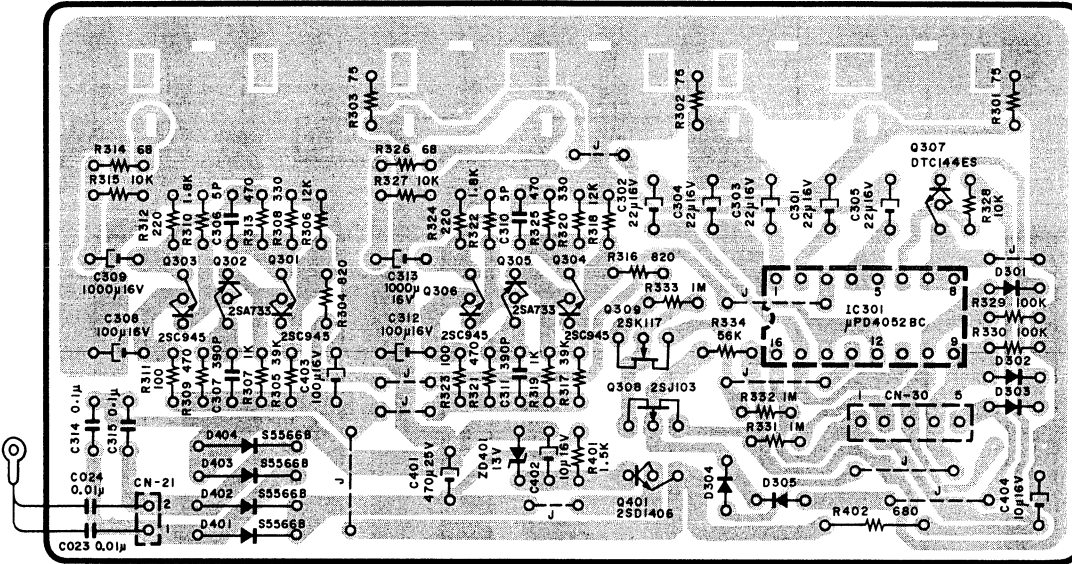 R303 75
R302 75
R301 75
R314 68
R315 10K
R326 68
R327 10K
J
Q307
DTC144ES
R312
220
R310 1.8K
C306 5P
R313 470
R308 330
R306 12K
R324
220
R322 1.8K
C310 5P
R325 470
R320 330
R318 12K
C302
22µ16V
C304
22µ16V
C303
22µ16V
C301
22µ16V
C305
22µ16V
R328
10K
C309
1000µ16V
Q303
Q302
Q301
R304 820
C313
1000µ
16V
Q306
Q305
Q304
R316 820
J
D301
C308
100µ16V
2SC945
2SA733
2SC945
C312
100µ16V
2SC945
2SA733
2SC945
R333 1M
Q309
2SK117
J
1
5
8
IC301
µPD4052BC
16
12
9
R329 100K
R330 100K
D302
D303
R334
56K
R311
100
R309 470
C307 390P
R307 1K
R305 39K
C403
100µ16V
J
J
R323 100
R321 470
C311 390P
R319 1K
R317 39K
Q308 2SJ103
J
R332 1M
R331 1M
1
CN-30
5
C314 0.1µ
C315 0.1µ
D404 S5566B
D403 S5566B
D402 S5566B
D401 S5566B
J
C401
470µ25V
ZD401
13V
C402
10µ16V
R401
1.5K
J
Q401
2SD1406
D304
D305
J
J
R402 680
C404
10µ16V
C024
0.01µ
CN-21
2
1
C023 0.01µ